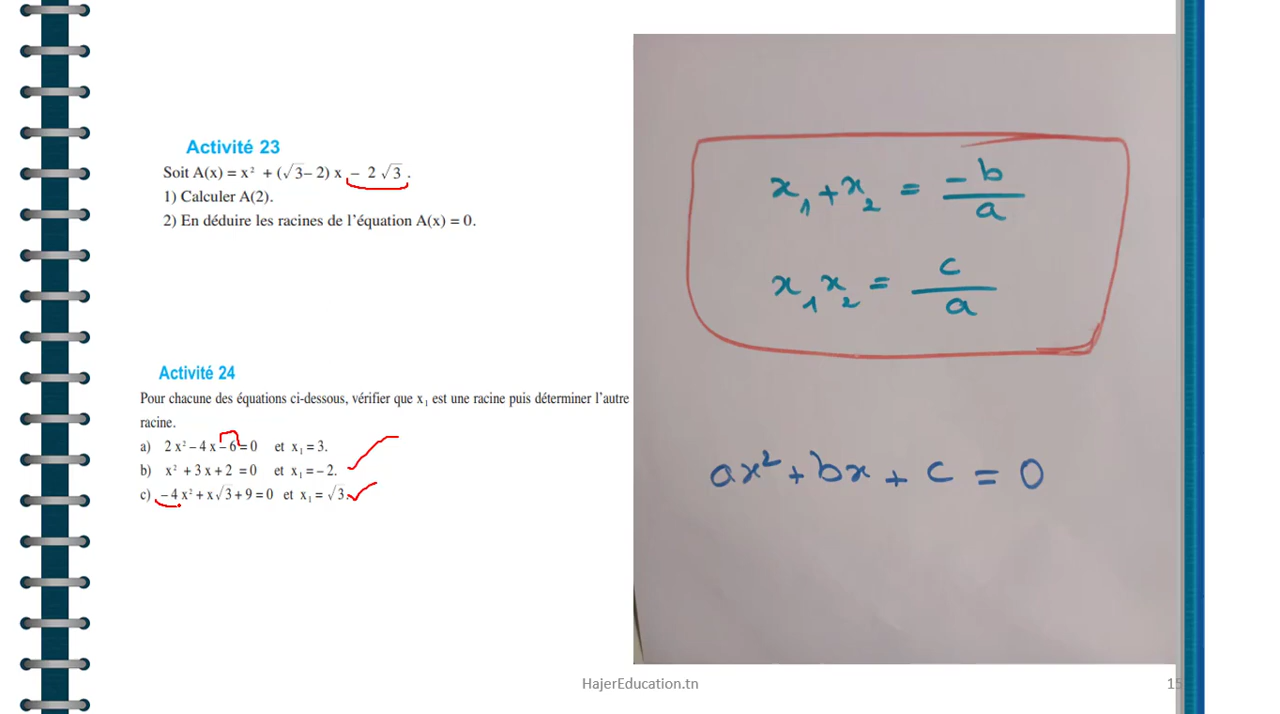 Activité 23
Soit A(x) = x² + (√3 – 2) x – 2 √3 .
1) Calculer A(2).
2) En déduire les racines de l'équation A(x) = 0.
Activité 24
Pour chacune des équations ci-dessous, vérifier que x₁ est une racine puis déterminer l'autre
racine.
a) 2 x² – 4 x – 6 = 0 et x₁ = 3.
b) x² + 3 x + 2 = 0 et x₁ = – 2.
c) – 4 x² + x √3 + 9 = 0 et x₁ = √3.
x₁ + x₂ = -b/a
x₁ x₂ = c/a
ax² + bx + c = 0
HajerEducation.tn
15